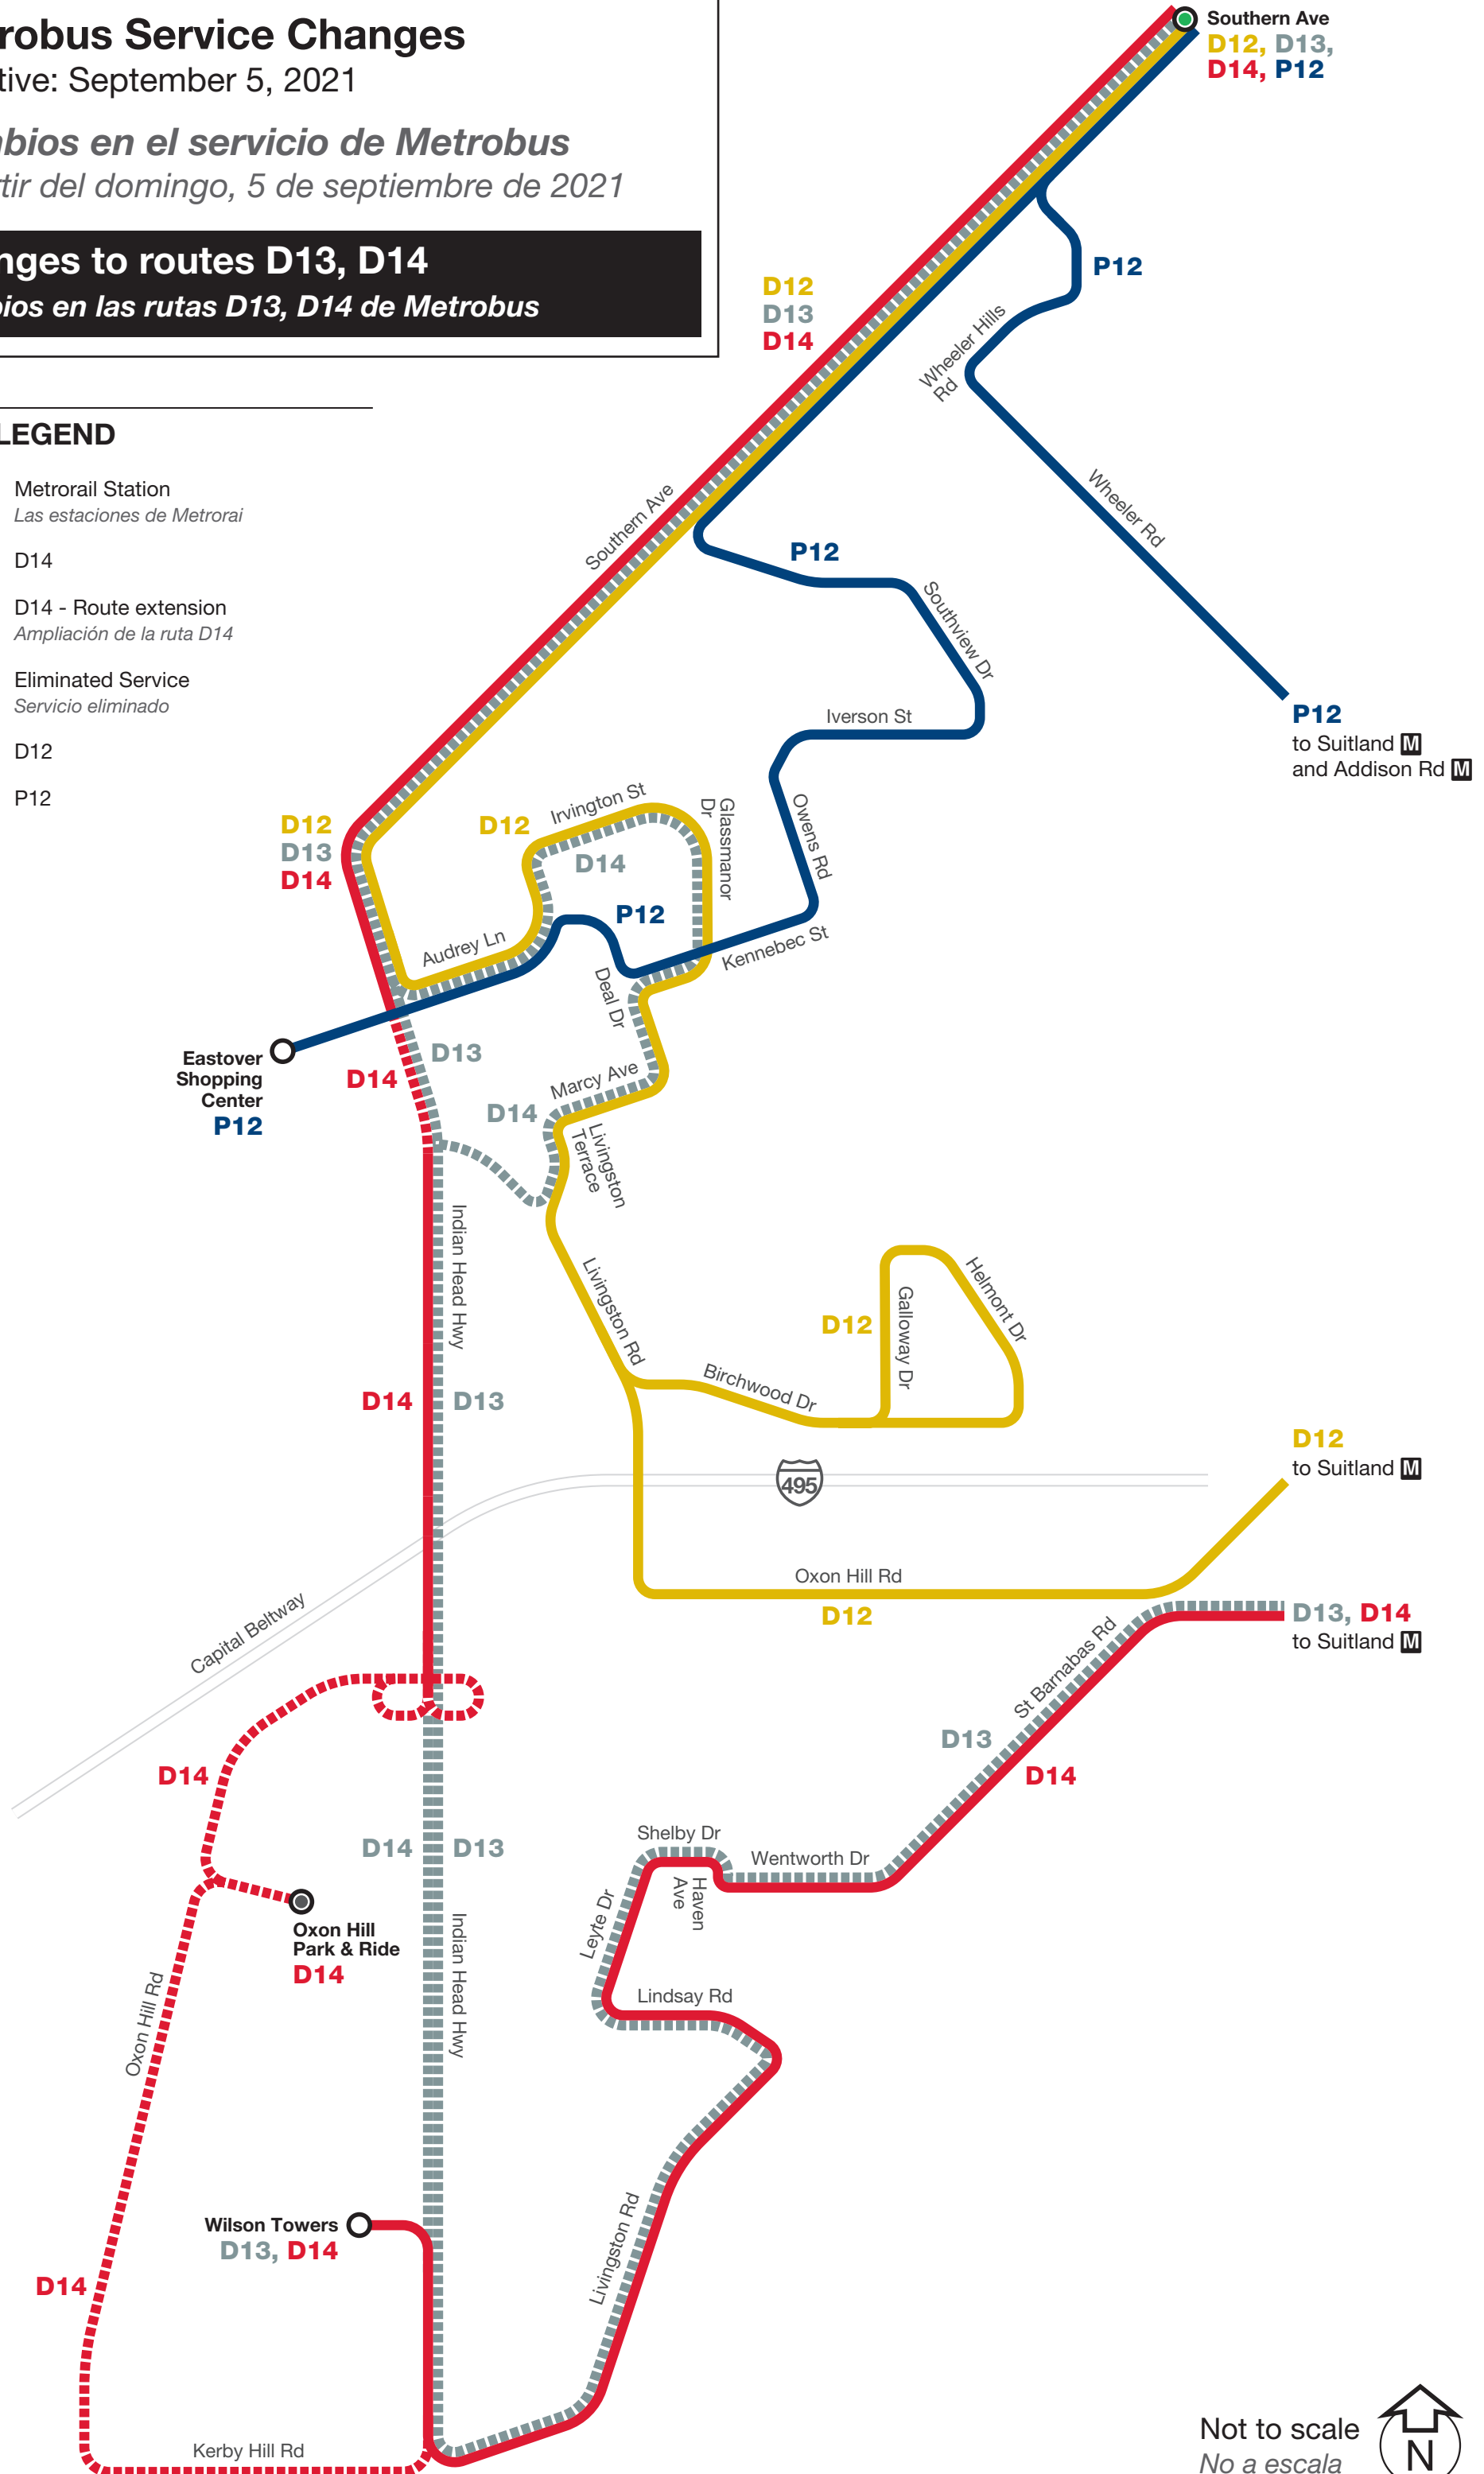 robus Service Changes
tive: September 5, 2021
bios en el servicio de Metrobus
rtir del domingo, 5 de septiembre de 2021
nges to routes D13, D14
ios en las rutas D13, D14 de Metrobus
LEGEND
Metrorail Station
Las estaciones de Metrorai
D14
D14 - Route extension
Ampliación de la ruta D14
Eliminated Service
Servicio eliminado
D12
P12
Southern Ave
D12, D13,
D14, P12
P12
D12
D13
D14
Wheeler Hills
Rd
Wheeler Rd
Southern Ave
P12
Southview Dr
P12
to Suitland M
and Addison Rd M
Iverson St
Owens Rd
Irvington St
Glassmanor
Dr
D12
D13
D14
D12
D14
P12
Audrey Ln
Kennebec St
Deal Dr
Eastover
Shopping
Center
P12
D13
D14
Marcy Ave
D14
Livingston
Terrace
Indian Head Hwy
Livingston Rd
Helmont Dr
Galloway Dr
D12
Birchwood Dr
D14
D13
D12
to Suitland M
495
Oxon Hill Rd
D12
Capital Beltway
D13, D14
to Suitland M
St Barnabas Rd
D13
D14
D14
Shelby Dr
Wentworth Dr
Haven
Ave
D14
D13
Leyte Dr
Oxon Hill
Park & Ride
D14
Indian Head Hwy
Lindsay Rd
Oxon Hill Rd
Wilson Towers
D13, D14
Livingston Rd
D14
Kerby Hill Rd
Not to scale
No a escala
N